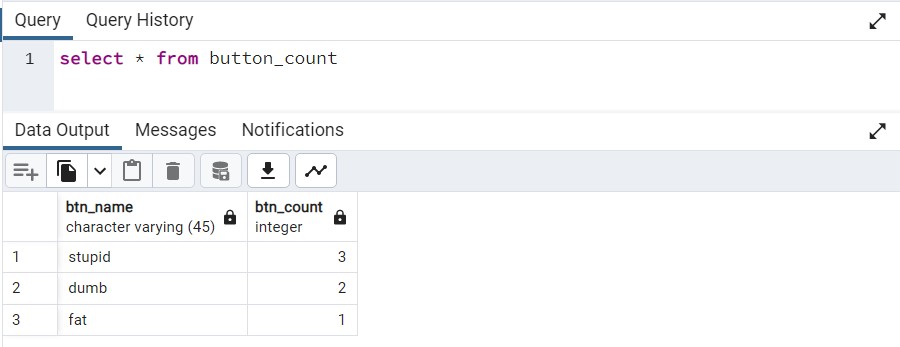 Query Query History
1 select * from button_count
Data Output Messages Notifications
btn_name btn_count
character varying (45) integer
1 stupid 3
2 dumb 2
3 fat 1